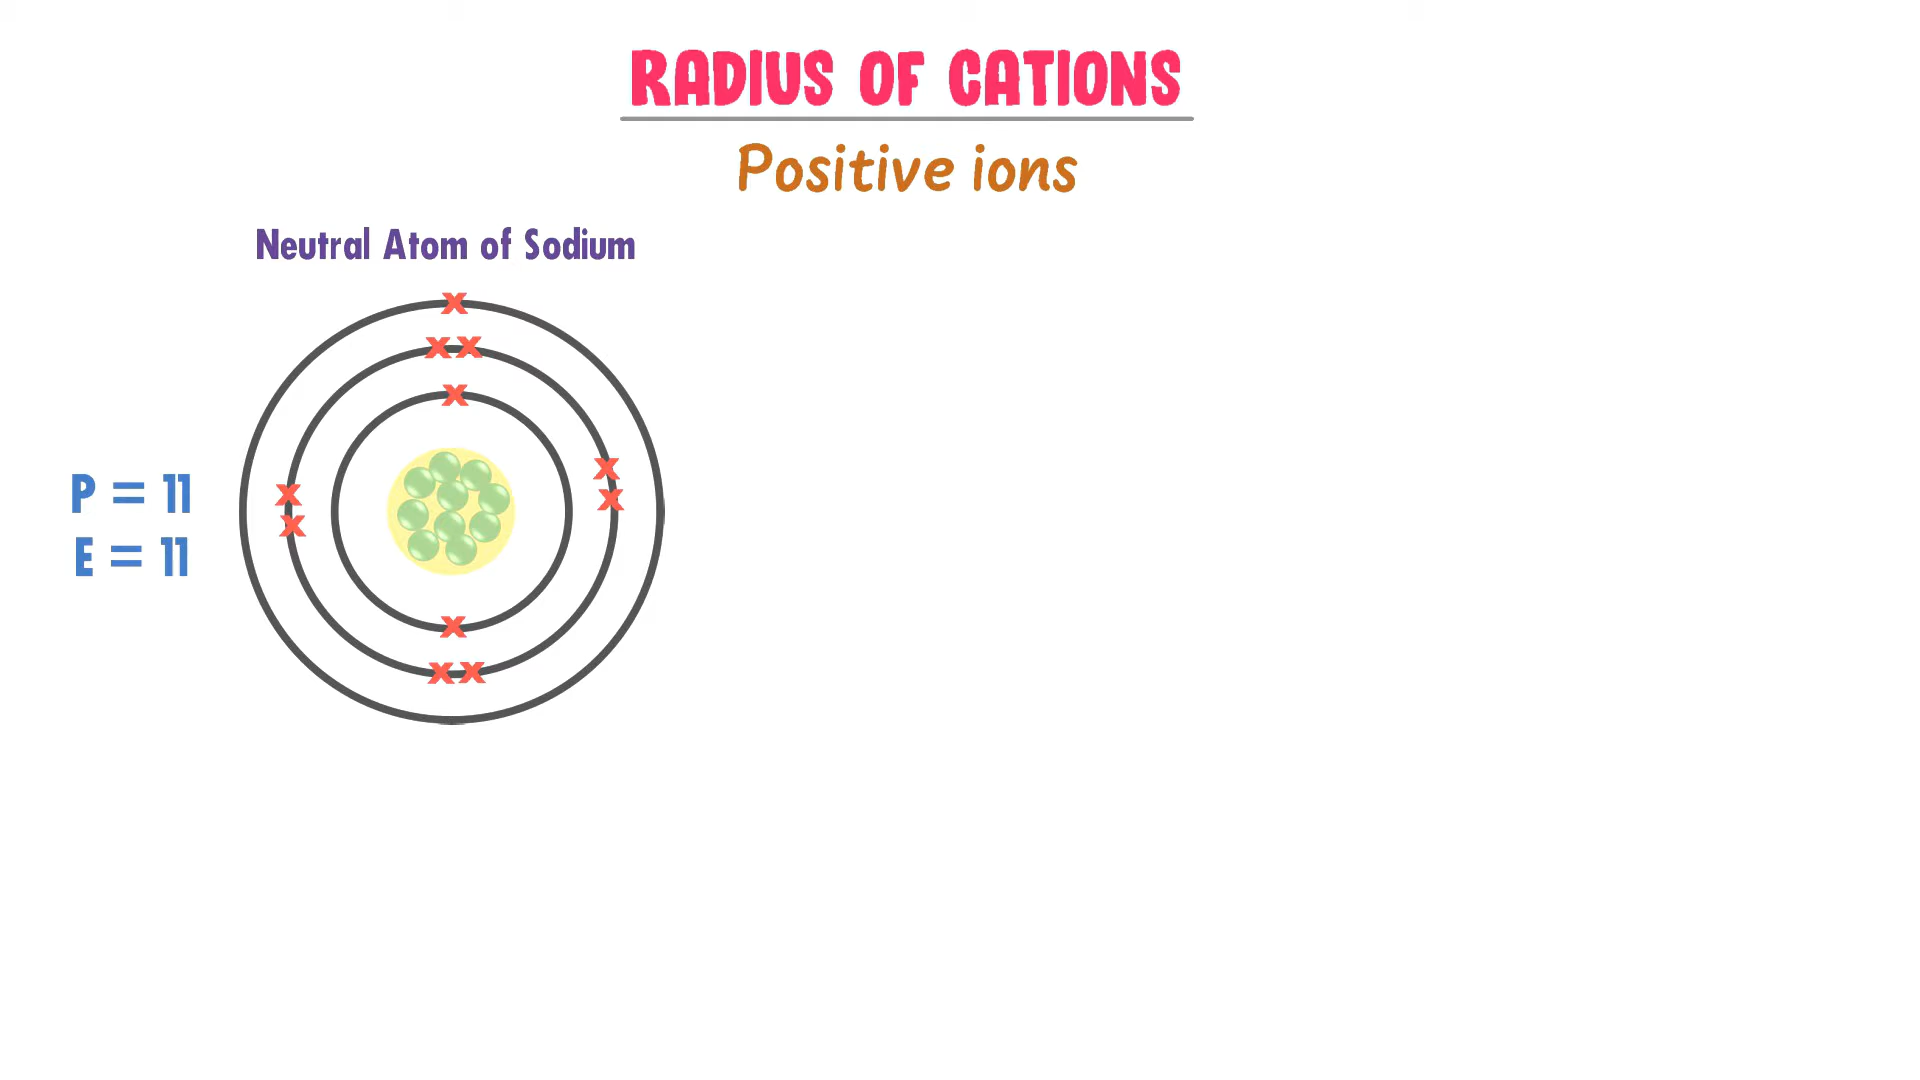 RADIUS OF CATIONS
Positive ions
Neutral Atom of Sodium
P = 11
E = 11